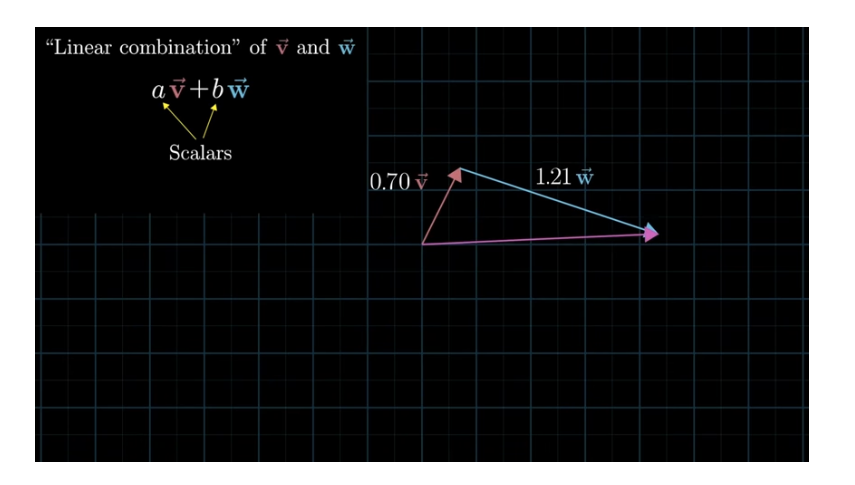 “Linear combination” of v⃗ and w⃗
av⃗+bw⃗
Scalars
0.70 v⃗
1.21 w⃗